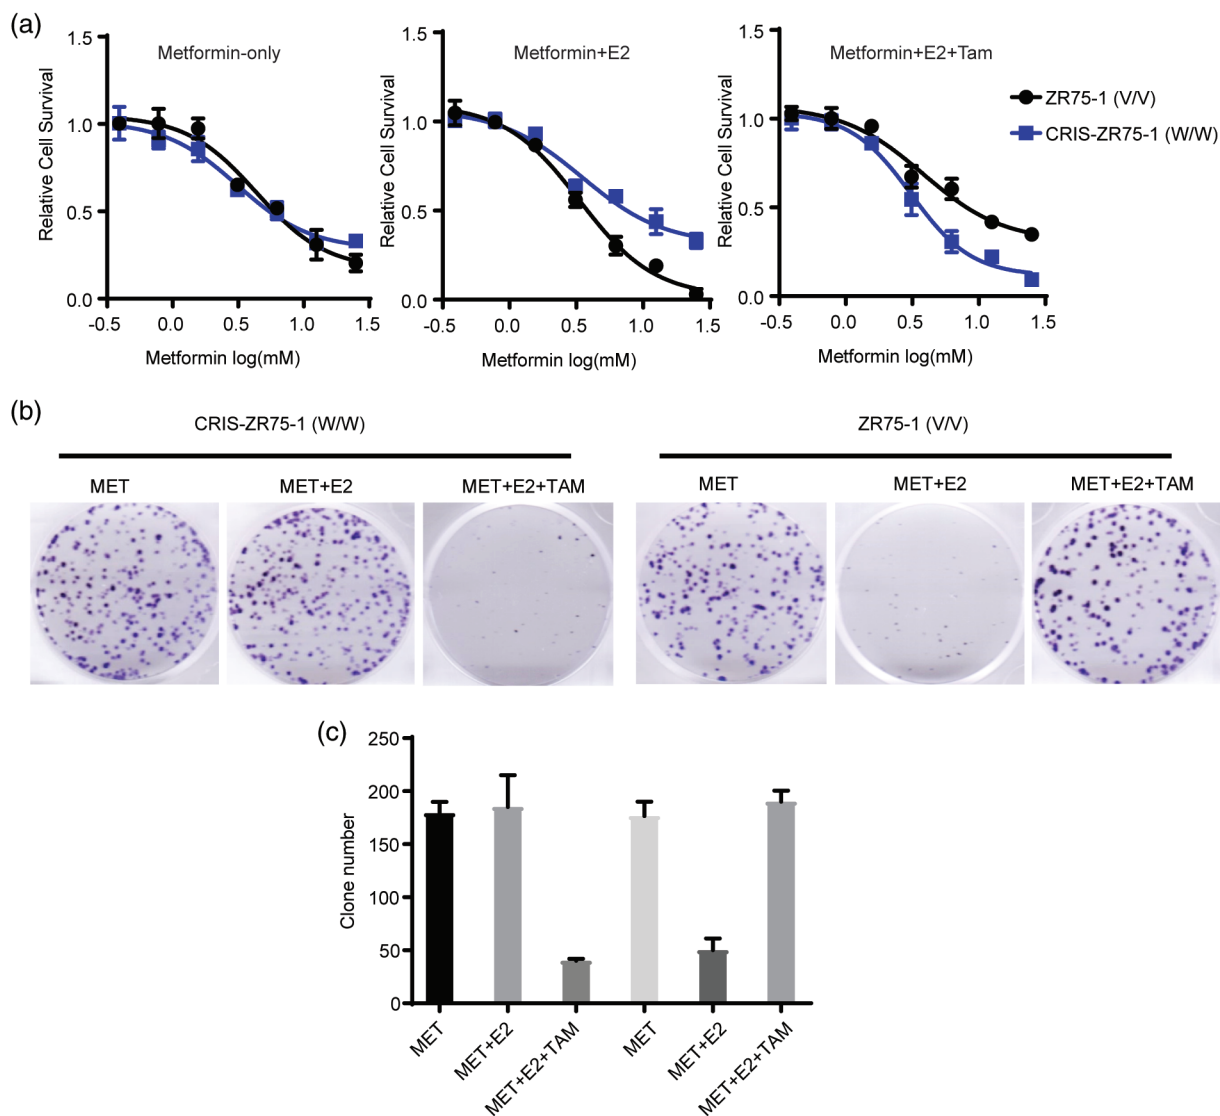 (a)
Metformin-only
Metformin+E2
Metformin+E2+Tam
ZR75-1 (V/V)
CRIS-ZR75-1 (W/W)
Relative Cell Survival
1.5
1.0
0.5
0.0
-0.5 0.0 0.5 1.0 1.5
Metformin log(mM)
Relative Cell Survival
1.5
1.0
0.5
0.0
-0.5 0.0 0.5 1.0 1.5
Metformin log(mM)
Relative Cell Survival
1.5
1.0
0.5
0.0
-0.5 0.0 0.5 1.0 1.5
Metformin log(mM)
(b)
CRIS-ZR75-1 (W/W)
ZR75-1 (V/V)
MET MET+E2 MET+E2+TAM
MET MET+E2 MET+E2+TAM
(c)
Clone number
250
200
150
100
50
0
MET
MET+E2
MET+E2+TAM
MET
MET+E2
MET+E2+TAM